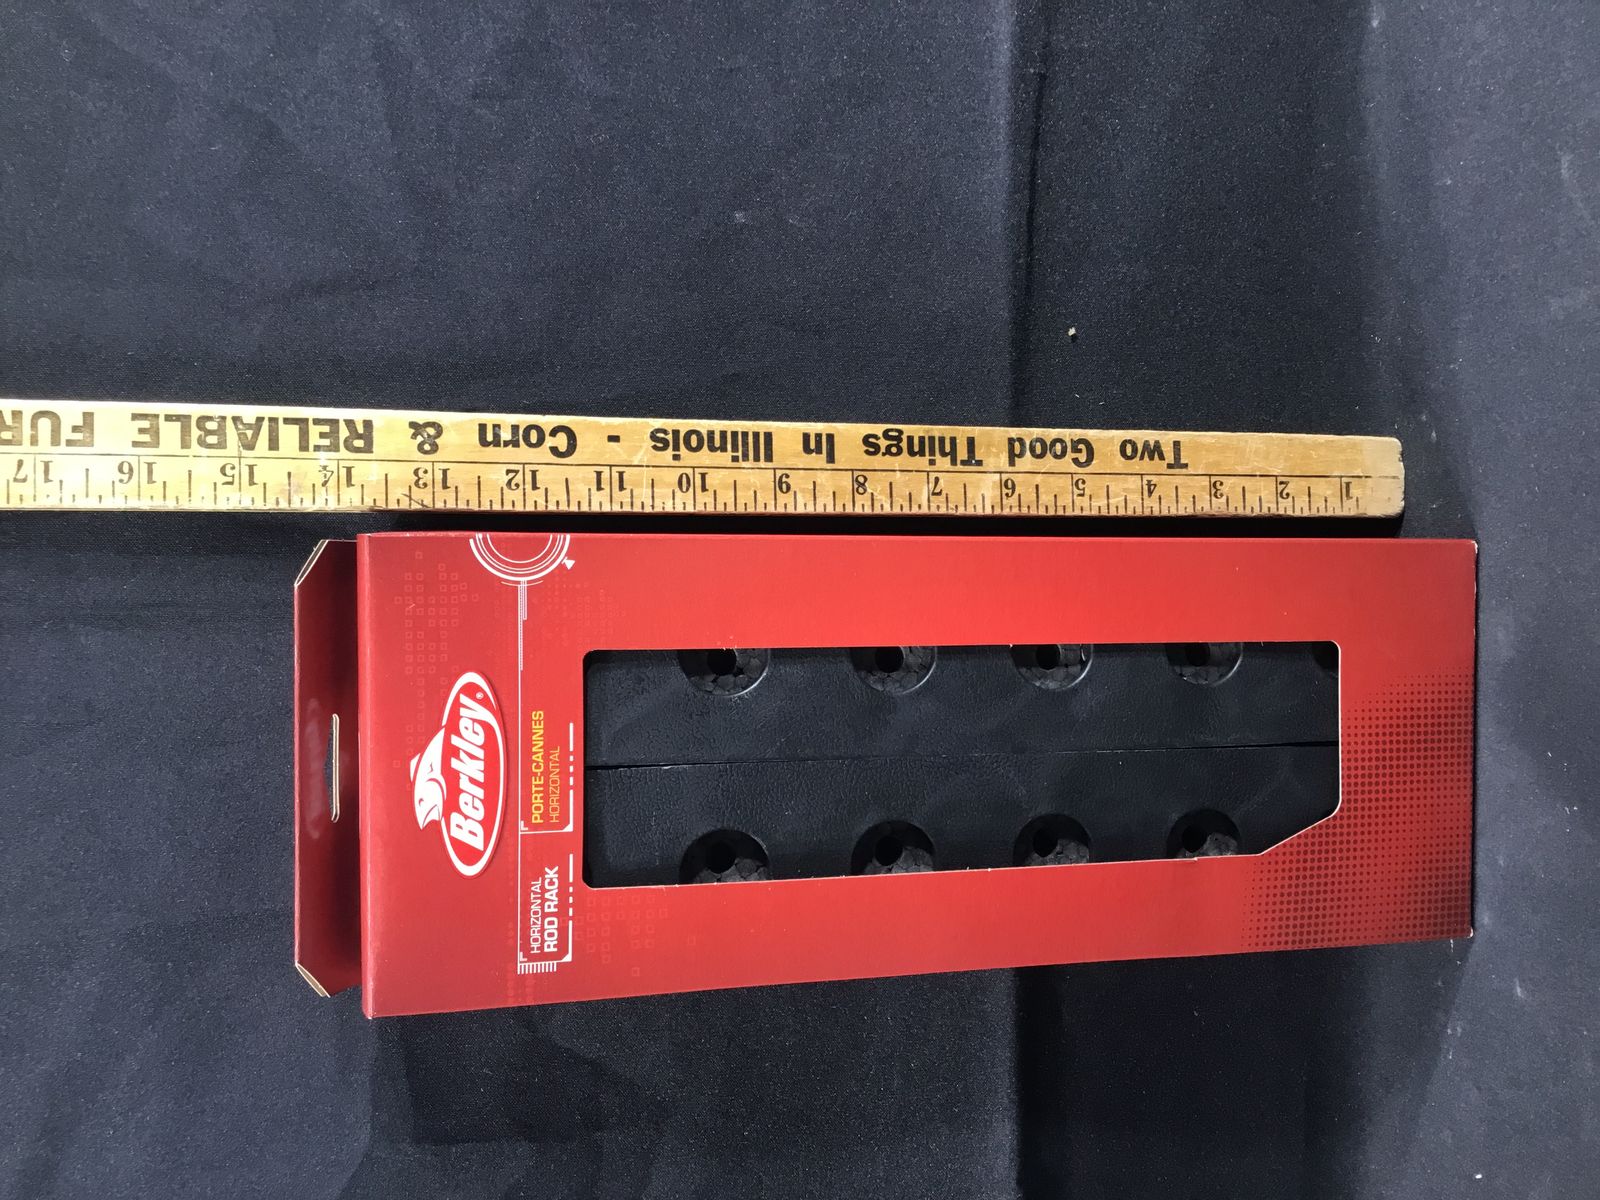 Two Good Things In Illinois - Corn & RELIABLE FUR
1 2 3 4 5 6 7 8 9 10 11 12 13 14 15 16 17
Berkley®
HORIZONTAL
ROD RACK
PORTE-CANNES
HORIZONTAL